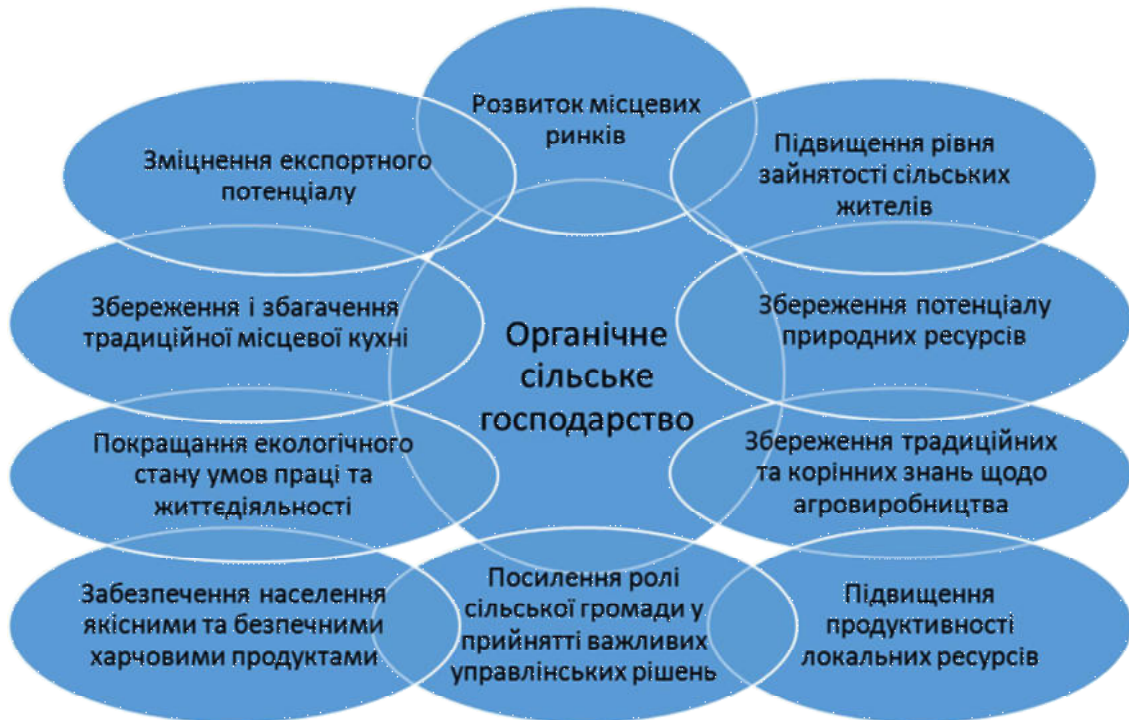 Розвиток місцевих
ринків
Зміцнення експортного
потенціалу
Підвищення рівня
зайнятості сільських
жителів
Збереження і збагачення
традиційної місцевої кухні
Збереження потенціалу
природних ресурсів
Органічне
сільське
господарство
Покращання екологічного
стану умов праці та
життєдіяльності
Збереження традиційних
та корінних знань щодо
агровиробництва
Забезпечення населення
якісними та безпечними
харчовими продуктами
Посилення ролі
сільської громади у
прийнятті важливих
управлінських рішень
Підвищення
продуктивності
локальних ресурсів